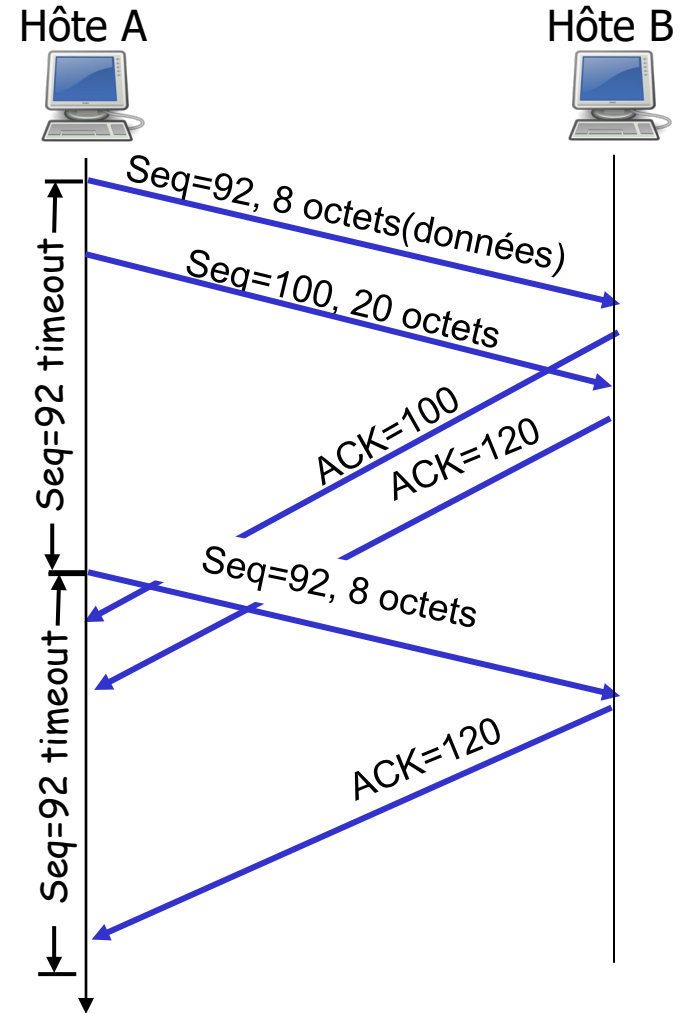 Hôte A
Hôte B
Seq=92, 8 octets(données)
Seq=100, 20 octets
Seq=92 timeout
ACK=100
ACK=120
Seq=92, 8 octets
Seq=92 timeout
ACK=120